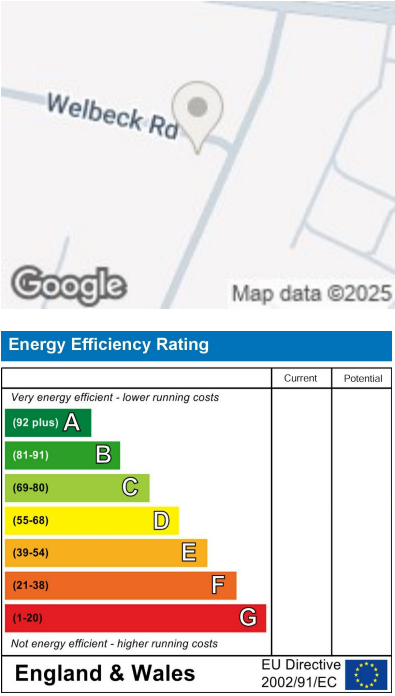 Welbeck Rd
Google
Map data ©2025
Energy Efficiency Rating
Current Potential
Very energy efficient - lower running costs
(92 plus) A
(81-91) B
(69-80) C
(55-68) D
(39-54) E
(21-38) F
(1-20) G
Not energy efficient - higher running costs
England & Wales
EU Directive
2002/91/EC